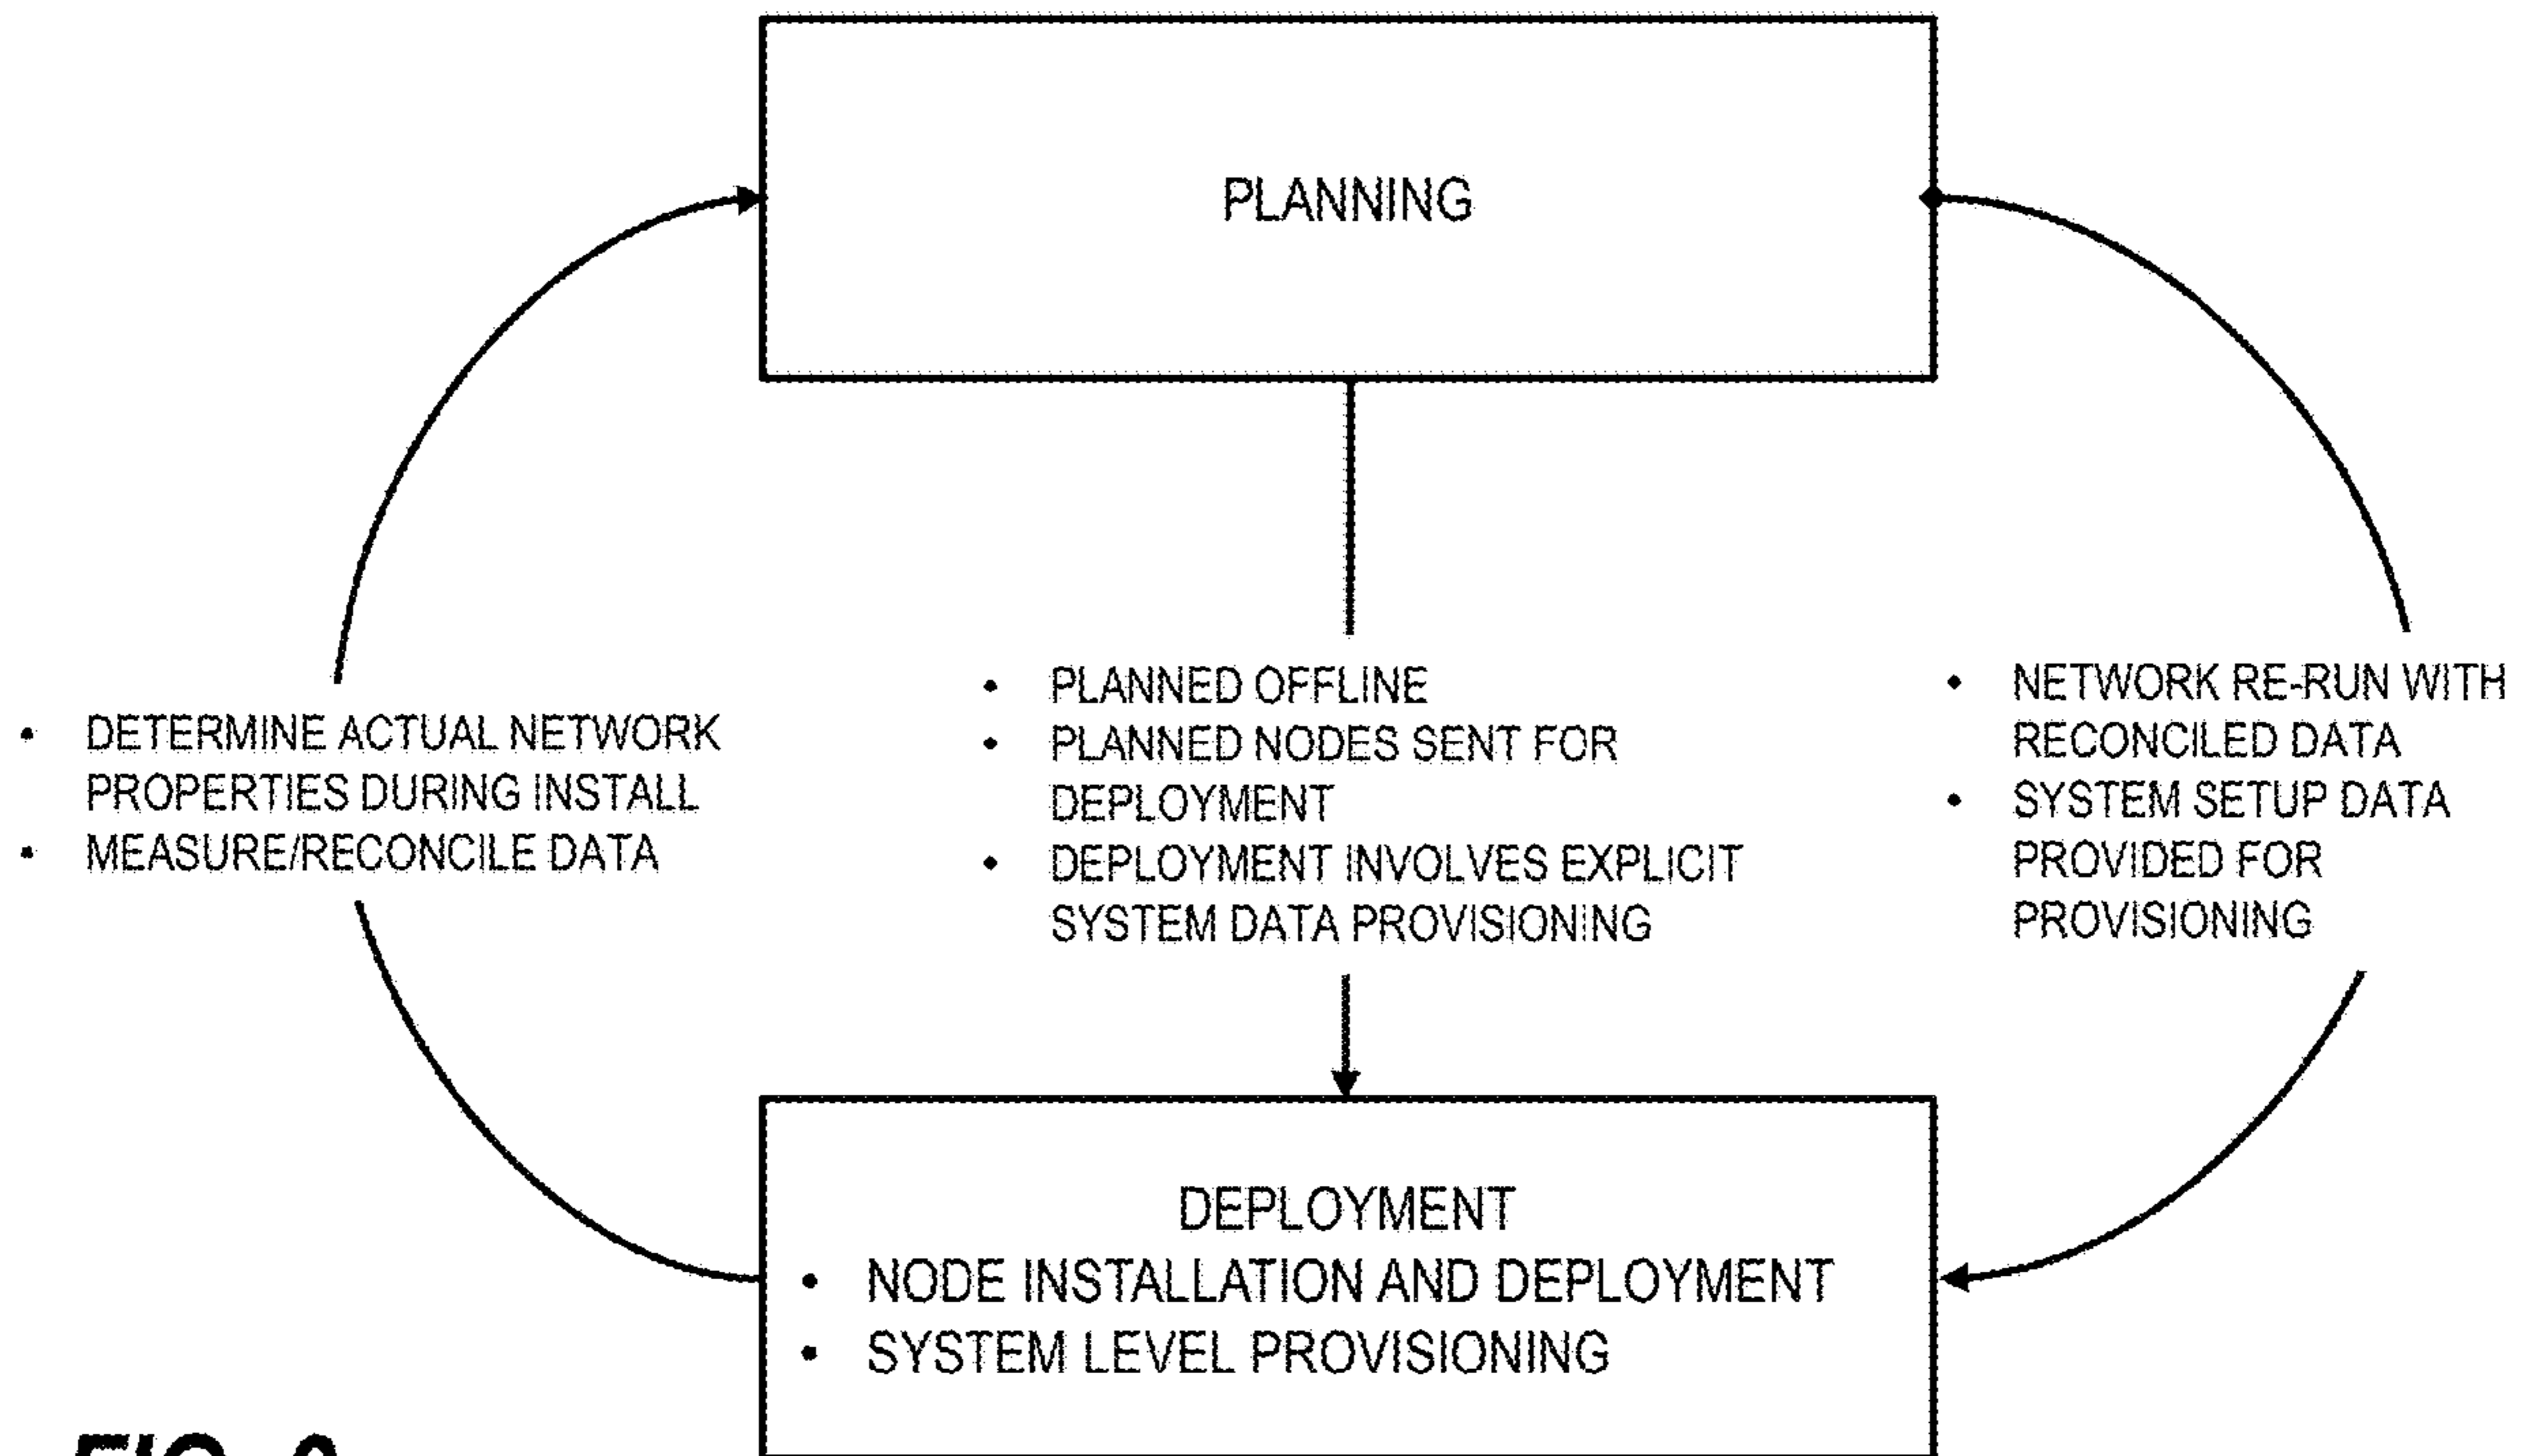 PLANNING
• DETERMINE ACTUAL NETWORK
PROPERTIES DURING INSTALL
• MEASURE/RECONCILE DATA
• PLANNED OFFLINE
• PLANNED NODES SENT FOR
DEPLOYMENT
• DEPLOYMENT INVOLVES EXPLICIT
SYSTEM DATA PROVISIONING
• NETWORK RE-RUN WITH
RECONCILED DATA
• SYSTEM SETUP DATA
PROVIDED FOR
PROVISIONING
DEPLOYMENT
• NODE INSTALLATION AND DEPLOYMENT
• SYSTEM LEVEL PROVISIONING
FIG.